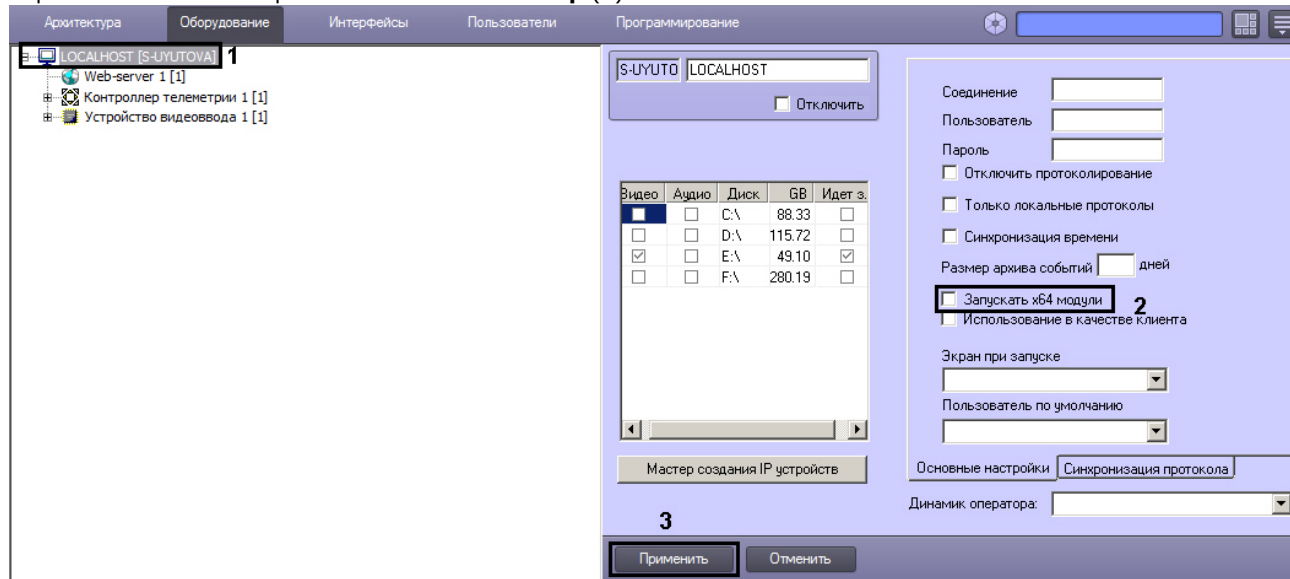 Архитектура Оборудование Интерфейсы Пользователи Программирование
LOCALHOST [S-UYUTOVA] 1
Web-server 1 [1]
Контроллер телеметрии 1 [1]
Устройство видеоввода 1 [1]
S-UYUTO LOCALHOST
Отключить
Видео Аудио Диск GB Идет з.
C:\ 88.33
D:\ 115.72
E:\ 49.10
F:\ 280.19
Мастер создания IP устройств
Соединение
Пользователь
Пароль
Отключить протоколирование
Только локальные протоколы
Синхронизация времени
Размер архива событий дней
Запускать x64 модули 2
Использование в качестве клиента
Экран при запуске
Пользователь по умолчанию
Основные настройки Синхронизация протокола
Динамик оператора:
3
Применить Отменить